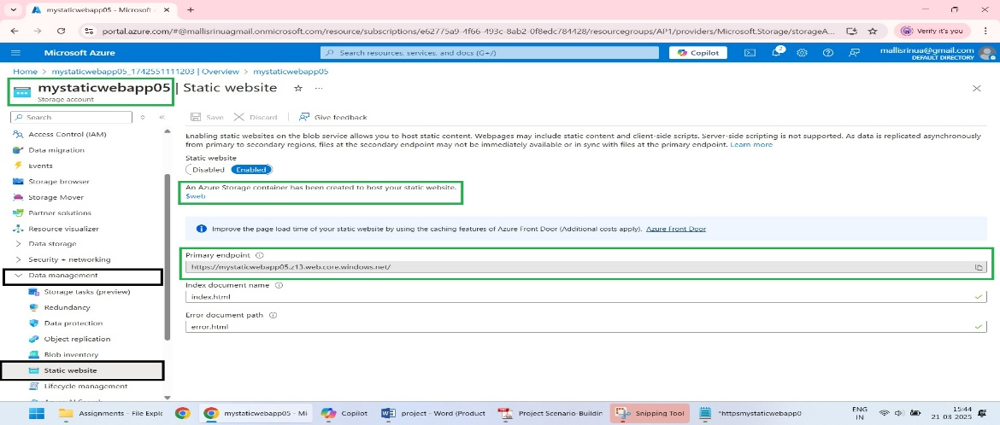 mystaticwebapp05 - Microsoft
portal.azure.com/#@mallisrinuagmail.onmicrosoft.com/resource/subscriptions/e62775a9-4f66-493c-8ab2-0f8edc784428/resourcegroups/AP1/providers/Microsoft.Storage/storageA...
Verify it's you
Microsoft Azure
Search resources, services, and docs (G+/)
Copilot
2
mallisrinua@gmail.com
DEFAULT DIRECTORY
Home > mystaticwebapp05_1742551111203 | Overview > mystaticwebapp05
mystaticwebapp05 | Static website
Storage account
Search
Save Discard Give feedback
Access Control (IAM)
Data migration
Events
Storage browser
Storage Mover
Partner solutions
Resource visualizer
Data storage
Security + networking
Data management
Storage tasks (preview)
Redundancy
Data protection
Object replication
Blob inventory
Static website
Lifecycle management
Enabling static websites on the blob service allows you to host static content. Webpages may include static content and client-side scripts. Server-side scripting is not supported. As data is replicated asynchronously
from primary to secondary regions, files at the secondary endpoint may not be immediately available or in sync with files at the primary endpoint. Learn more
Static website
Disabled Enabled
An Azure Storage container has been created to host your static website.
$web
Improve the page load time of your static website by using the caching features of Azure Front Door (Additional costs apply). Azure Front Door
Primary endpoint
https://mystaticwebapp05.z13.web.core.windows.net/
Index document name
index.html
Error document path
error.html
Assignments - File Explo
mystaticwebapp05 - Mi
Copilot
project - Word (Product
Project Scenario-Buildin
Snipping Tool
*httpsmystaticwebapp0
ENG
IN
15:44
21-03-2025